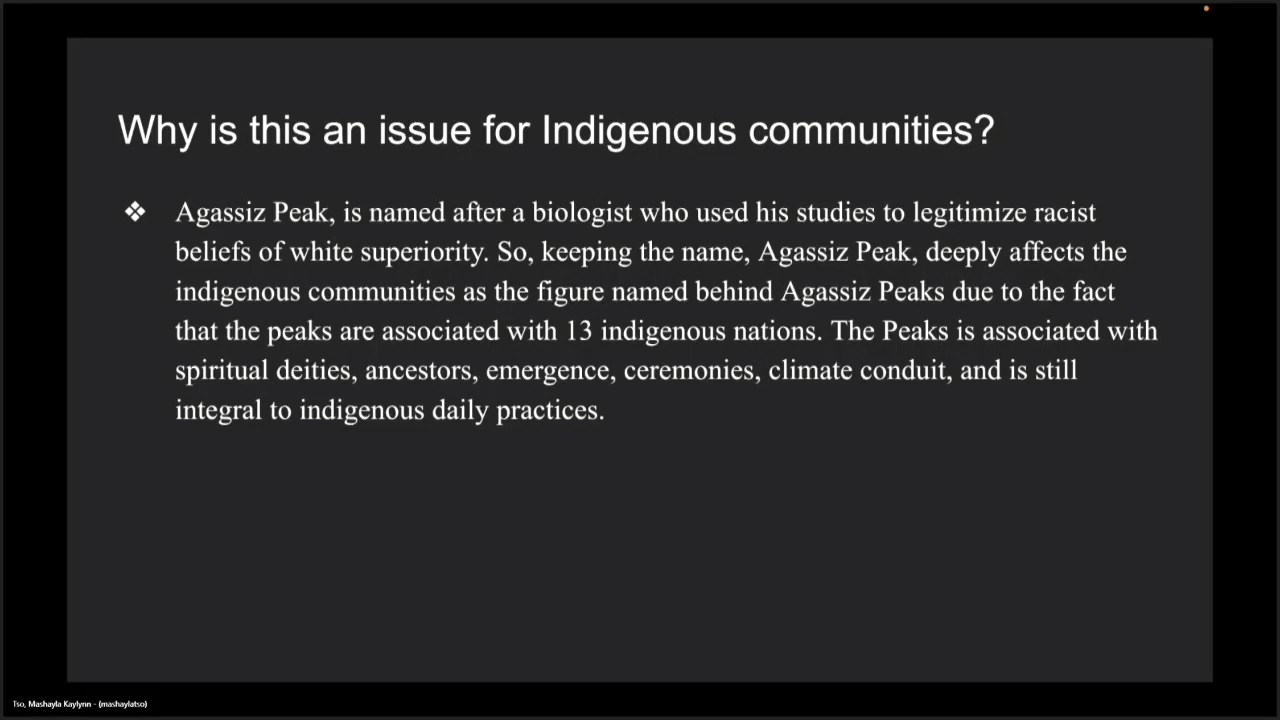 Why is this an issue for Indigenous communities?
❖ Agassiz Peak, is named after a biologist who used his studies to legitimize racist
beliefs of white superiority. So, keeping the name, Agassiz Peak, deeply affects the
indigenous communities as the figure named behind Agassiz Peaks due to the fact
that the peaks are associated with 13 indigenous nations. The Peaks is associated with
spiritual deities, ancestors, emergence, ceremonies, climate conduit, and is still
integral to indigenous daily practices.
Tso, Mashayla Kaylynn - (mashaylatso)